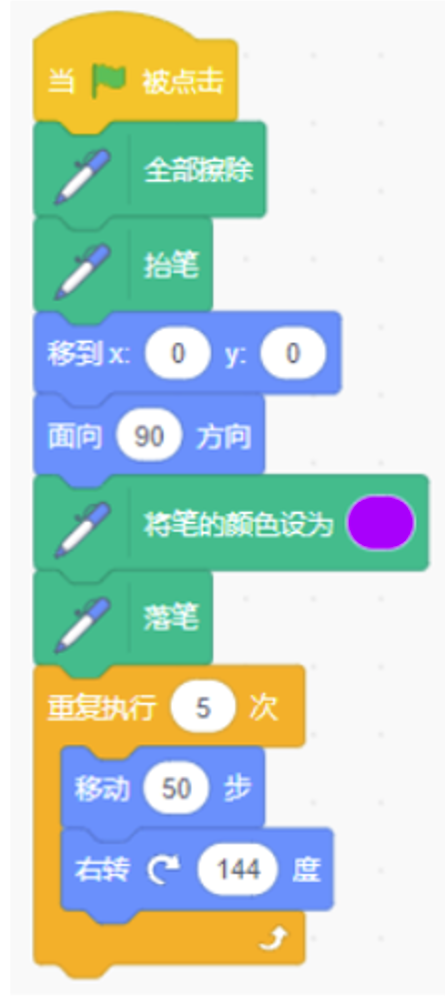 当 被点击
全部擦除
抬笔
移到 x: 0 y: 0
面向 90 方向
将笔的颜色设为
落笔
重复执行 5 次
移动 50 步
右转 144 度